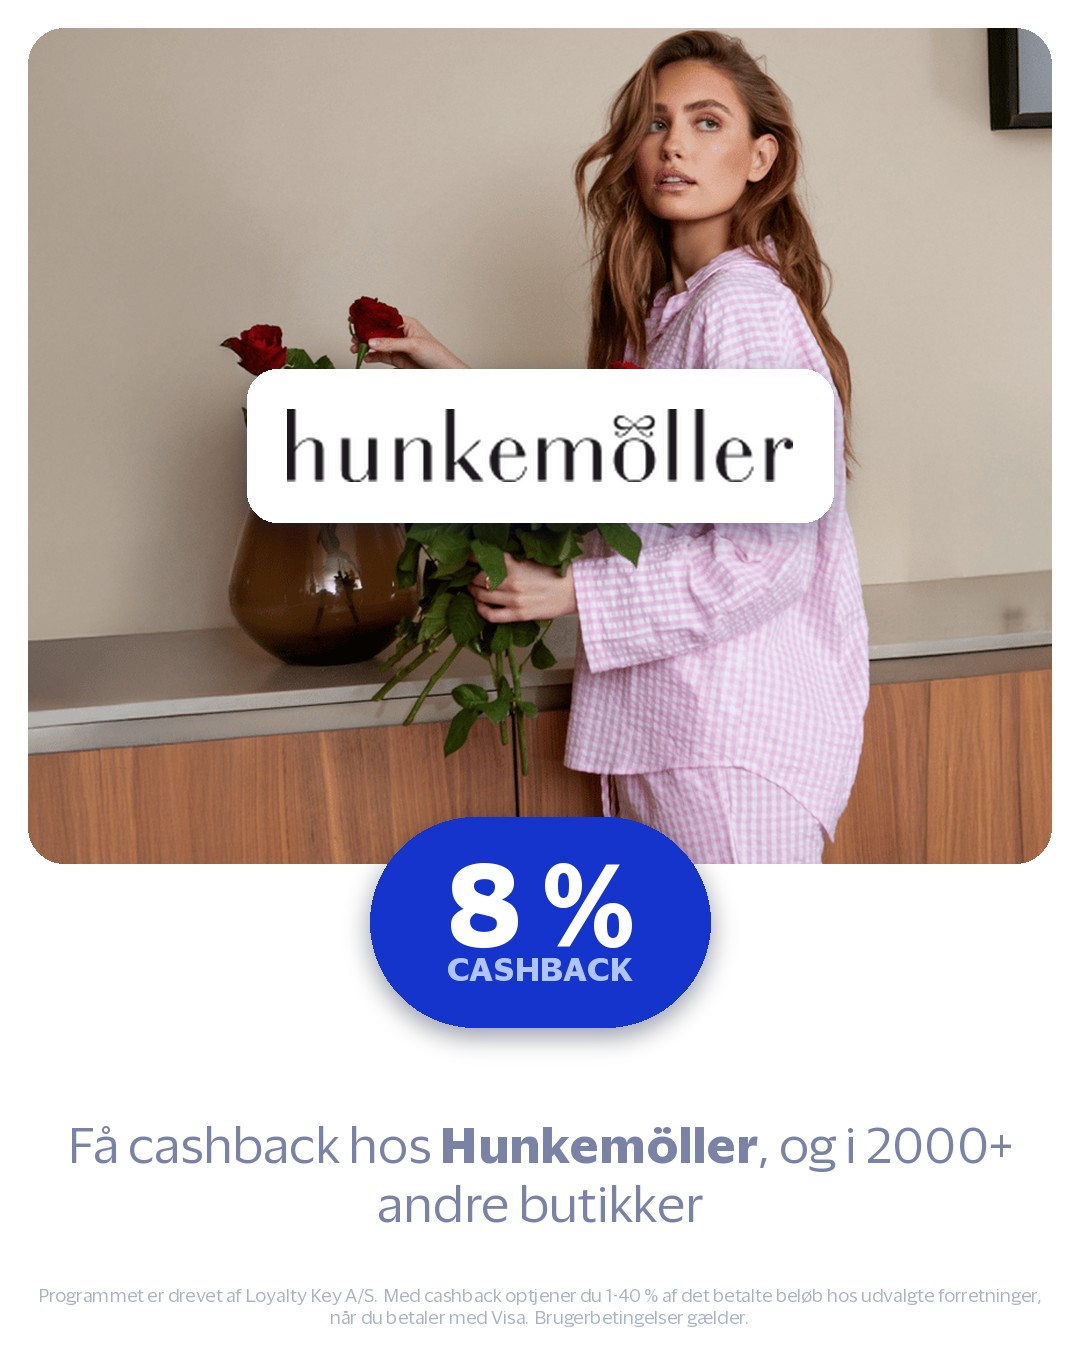 hunkemöller
8 %
CASHBACK
Få cashback hos Hunkemöller, og i 2000+
andre butikker
Programmet er drevet af Loyalty Key A/S. Med cashback optjener du 1-40 % af det betalte beløb hos udvalgte forretninger,
når du betaler med Visa. Brugerbetingelser gælder.